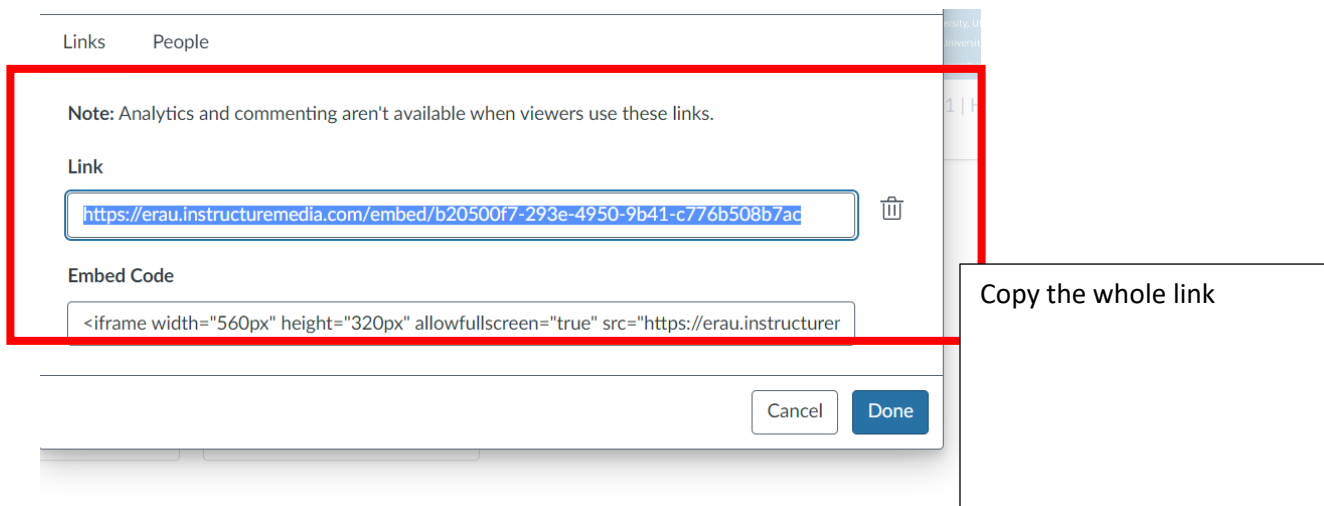 Links People
Note: Analytics and commenting aren't available when viewers use these links.
Link
https://erau.instructuremedia.com/embed/b20500f7-293e-4950-9b41-c776b508b7ac
Embed Code
<iframe width="560px" height="320px" allowfullscreen="true" src="https://erau.instructurer
Copy the whole link
Cancel Done